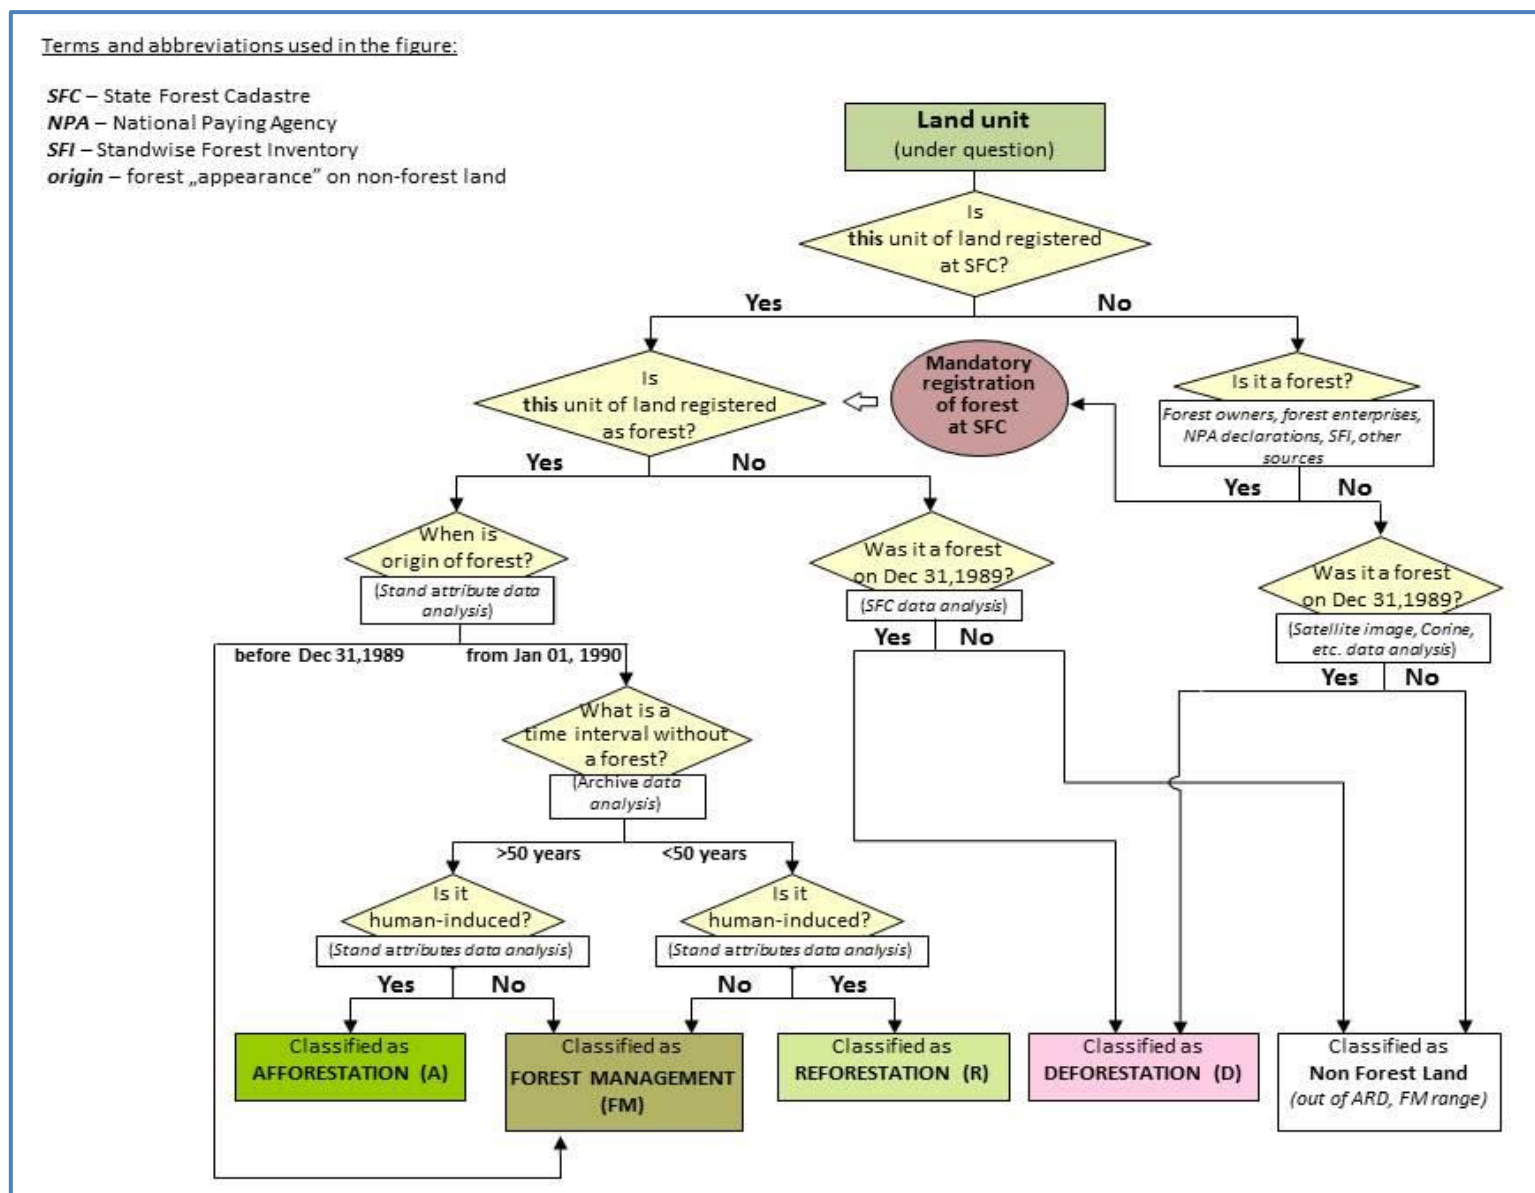 Terms and abbreviations used in the figure:
SFC – State Forest Cadastre
NPA – National Paying Agency
SFI – Standwise Forest Inventory
origin – forest „appearance” on non-forest land
Land unit
(under question)
Is
this unit of land registered
at SFC?
Yes
No
Is
this unit of land registered
as forest?
Mandatory
registration
of forest
at SFC
Is it a forest?
Forest owners, forest enterprises,
NPA declarations, SFI, other
sources
Yes
No
Yes
No
When is
origin of forest?
(Stand attribute data
analysis)
Was it a forest
on Dec 31,1989?
(SFC data analysis)
Was it a forest
on Dec 31,1989?
(Satellite image, Corine,
etc. data analysis)
Yes
No
Yes
No
before Dec 31,1989
from Jan 01, 1990
What is a
time interval without
a forest?
(Archive data
analysis)
>50 years
<50 years
Is it
human-induced?
(Stand attributes data analysis)
Is it
human-induced?
(Stand attributes data analysis)
Yes
No
No
Yes
Classified as
AFFORESTATION (A)
Classified as
FOREST MANAGEMENT
(FM)
Classified as
REFORESTATION (R)
Classified as
DEFORESTATION (D)
Classified as
Non Forest Land
(out of ARD, FM range)